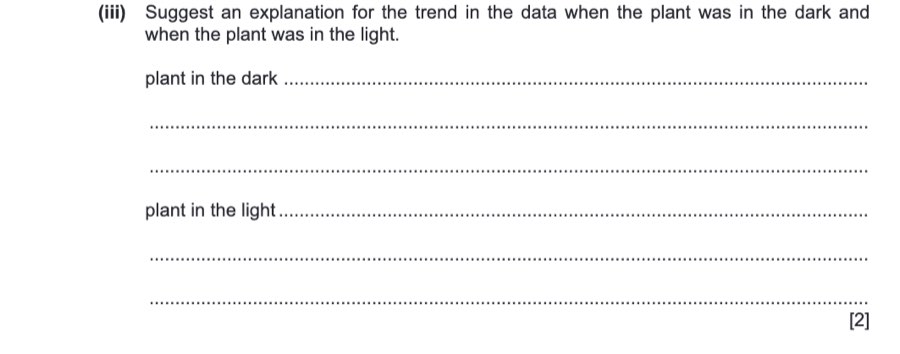 (iii) Suggest an explanation for the trend in the data when the plant was in the dark and
when the plant was in the light.
plant in the dark ..........................................................................................
..........................................................................................
..........................................................................................
plant in the light ..........................................................................................
..........................................................................................
..........................................................................................
[2]